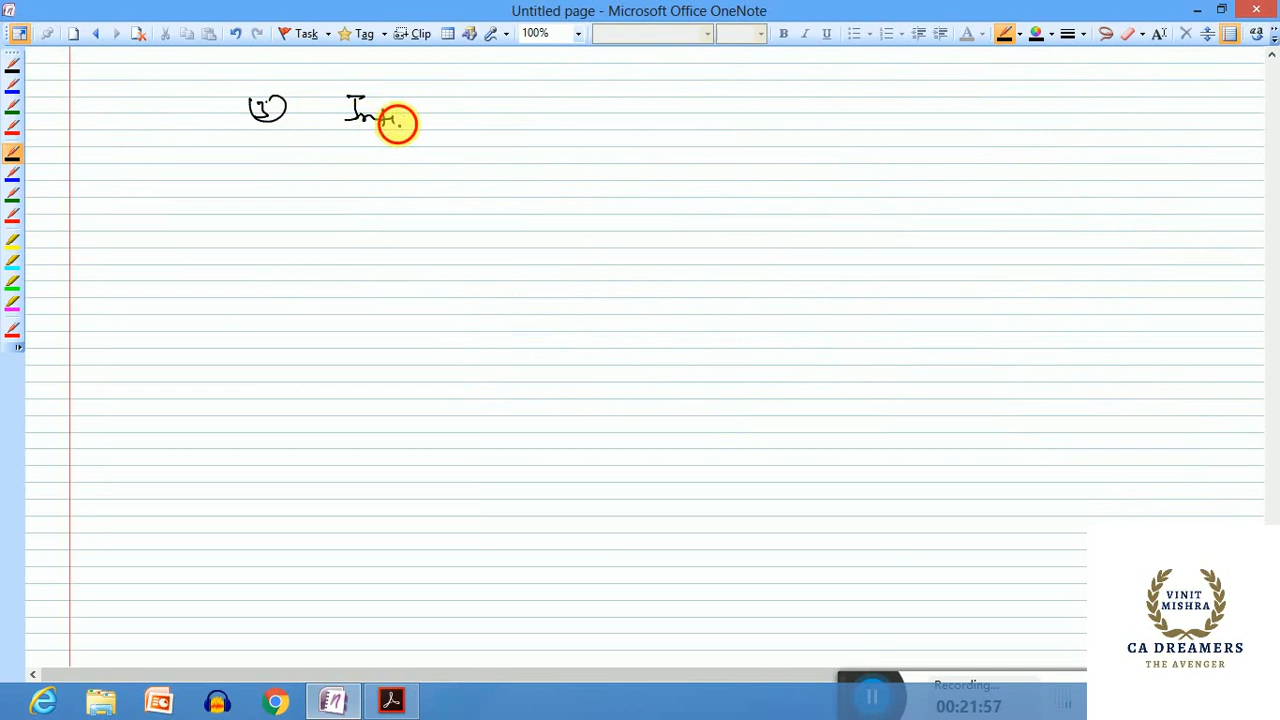 Untitled page - Microsoft Office OneNote
Task Tag Clip 100% B I U
③
VINIT
MISHRA
CA DREAMERS
THE AVENGER
Recording...
00:21:57